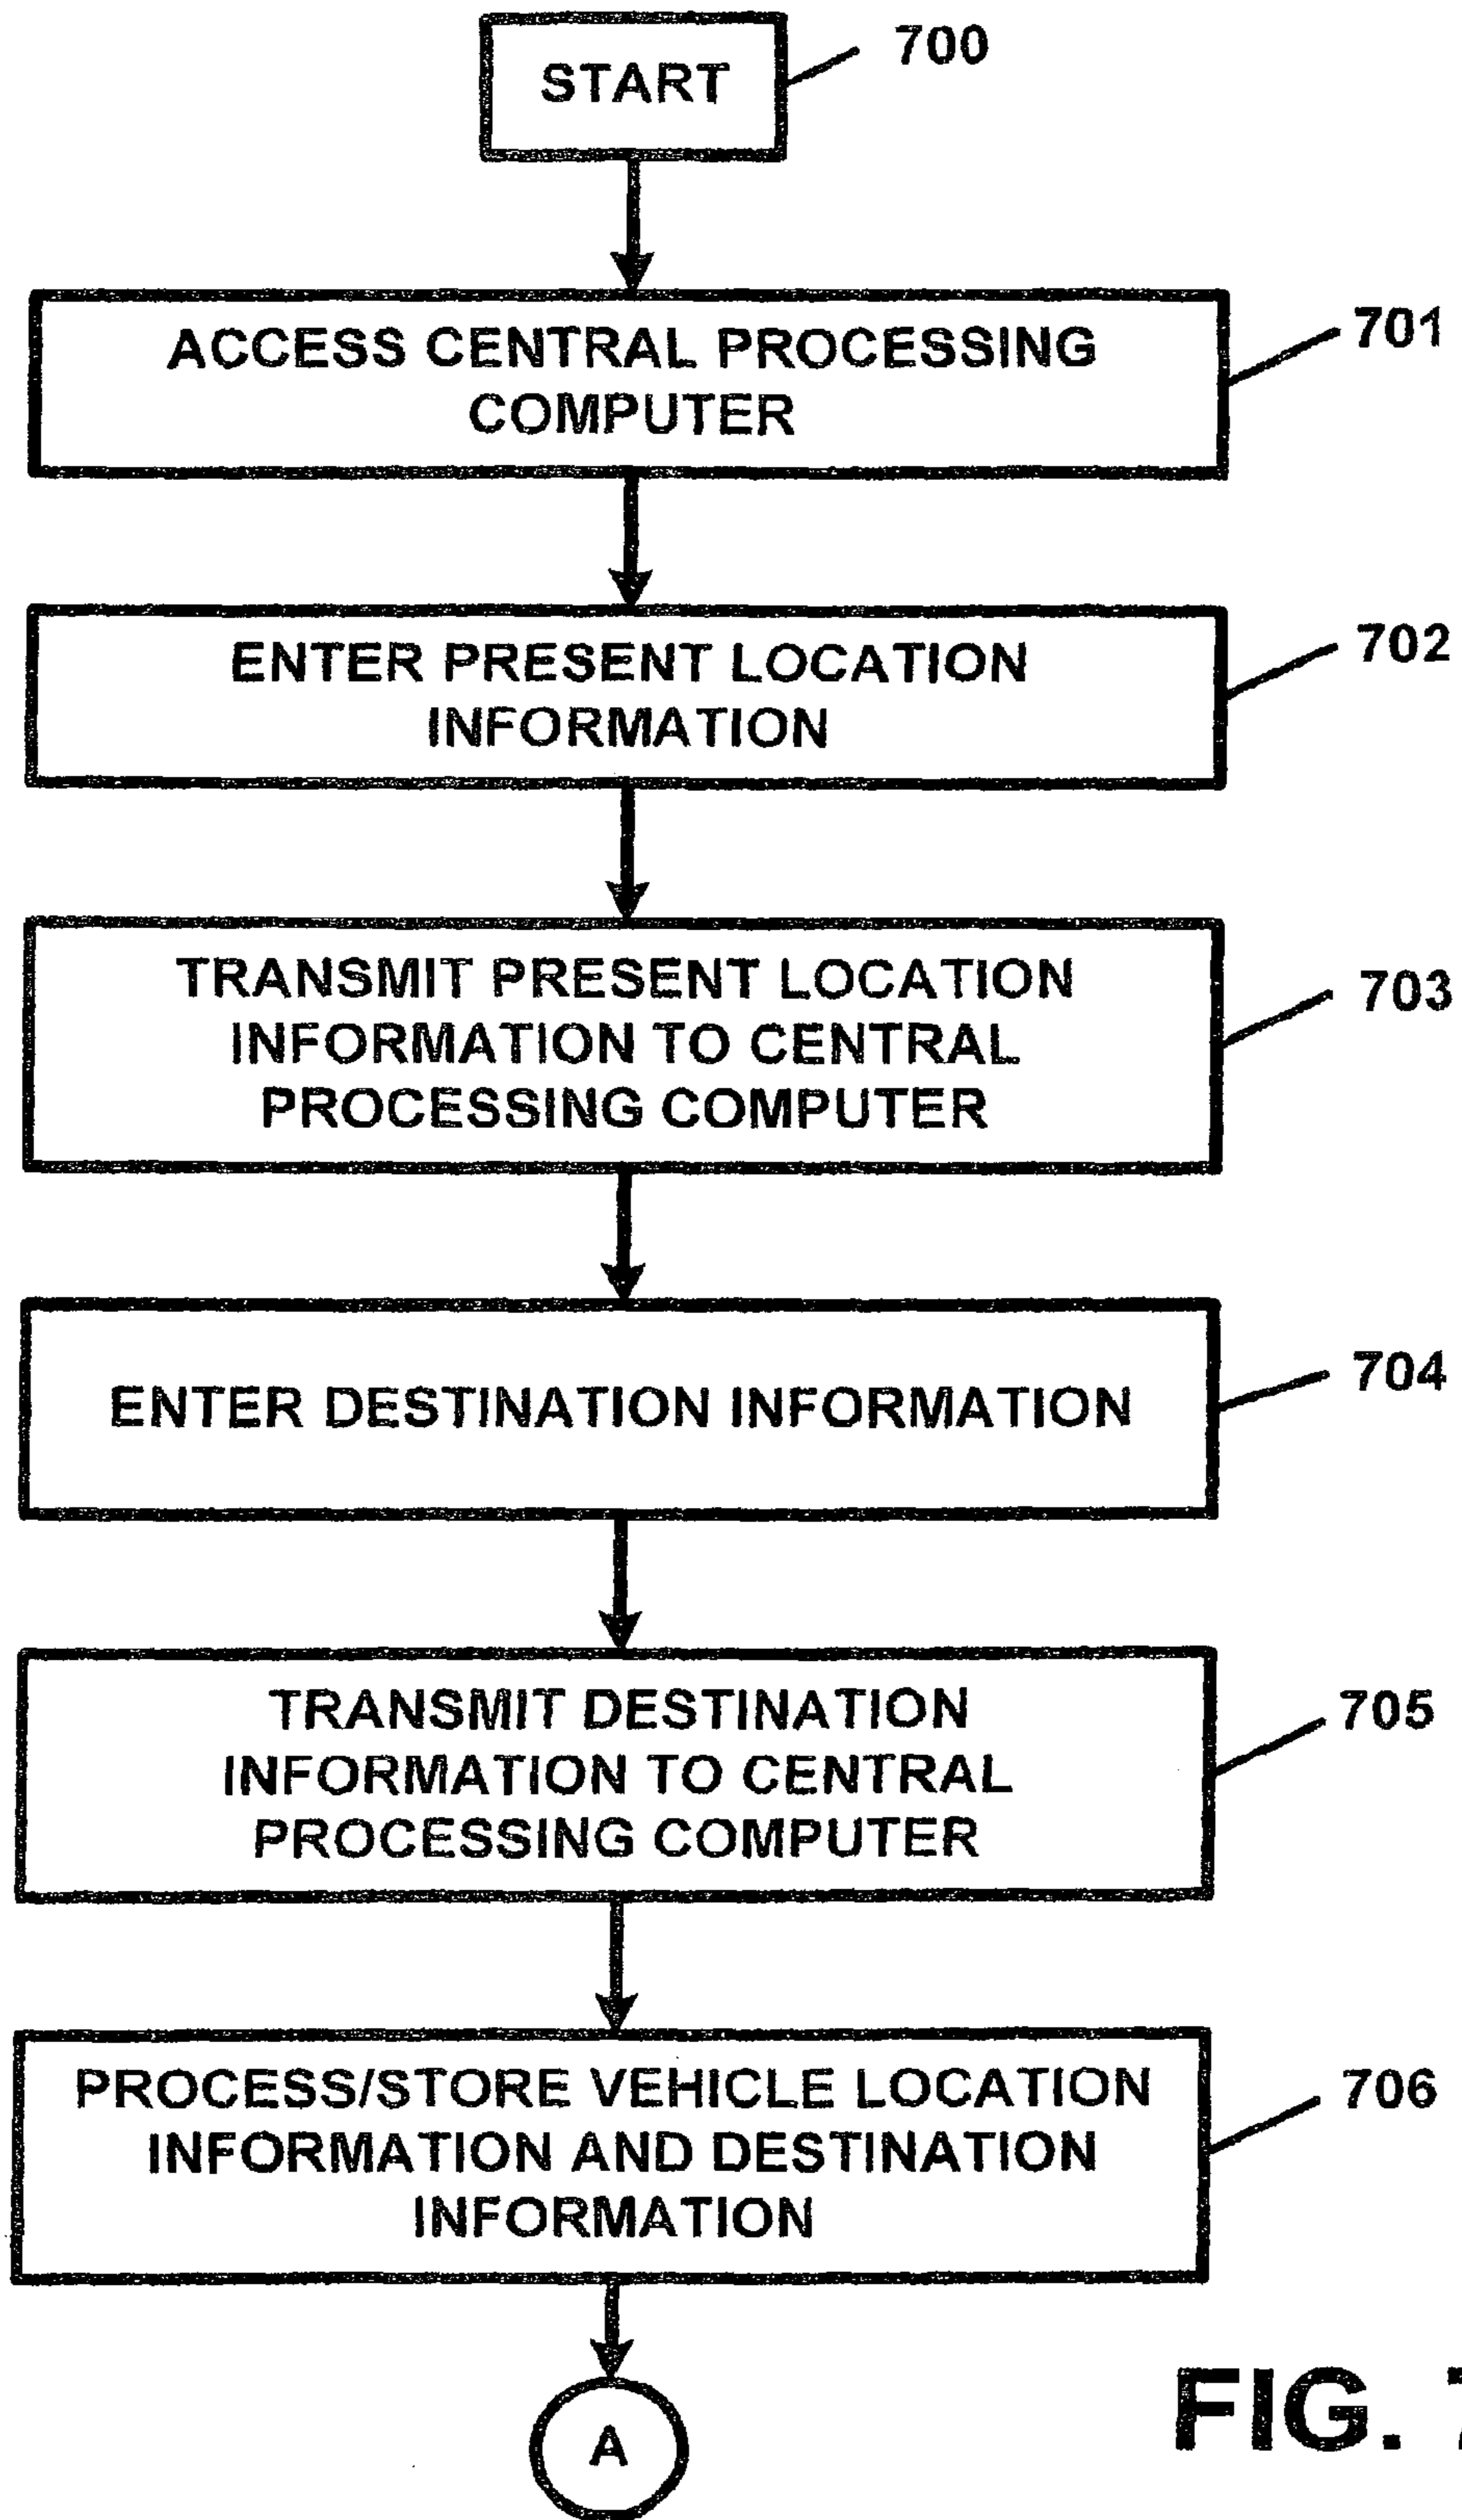 START
700
ACCESS CENTRAL PROCESSING
COMPUTER
701
ENTER PRESENT LOCATION
INFORMATION
702
TRANSMIT PRESENT LOCATION
INFORMATION TO CENTRAL
PROCESSING COMPUTER
703
ENTER DESTINATION INFORMATION
704
TRANSMIT DESTINATION
INFORMATION TO CENTRAL
PROCESSING COMPUTER
705
PROCESS/STORE VEHICLE LOCATION
INFORMATION AND DESTINATION
INFORMATION
706
A
FIG.